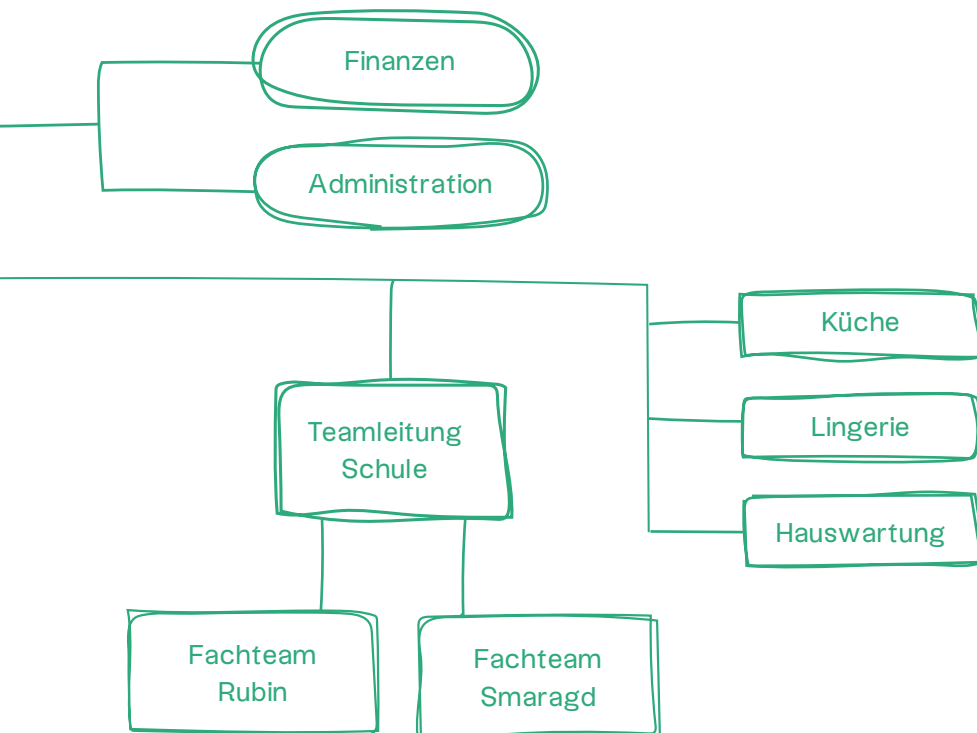 Finanzen
Administration
Küche
Lingerie
Hauswartung
Teamleitung
Schule
Fachteam
Rubin
Fachteam
Smaragd